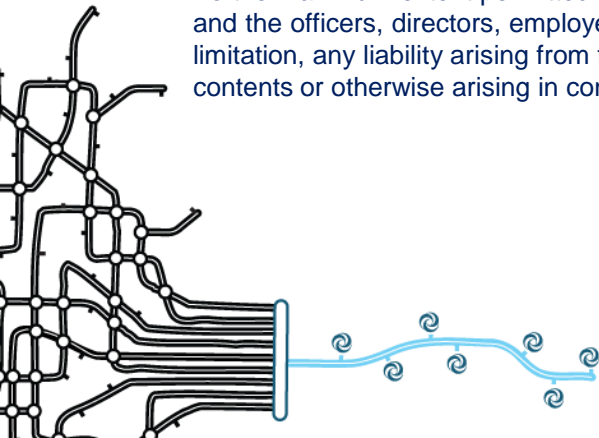 and the officers, directors, employe
limitation, any liability arising from t
contents or otherwise arising in con